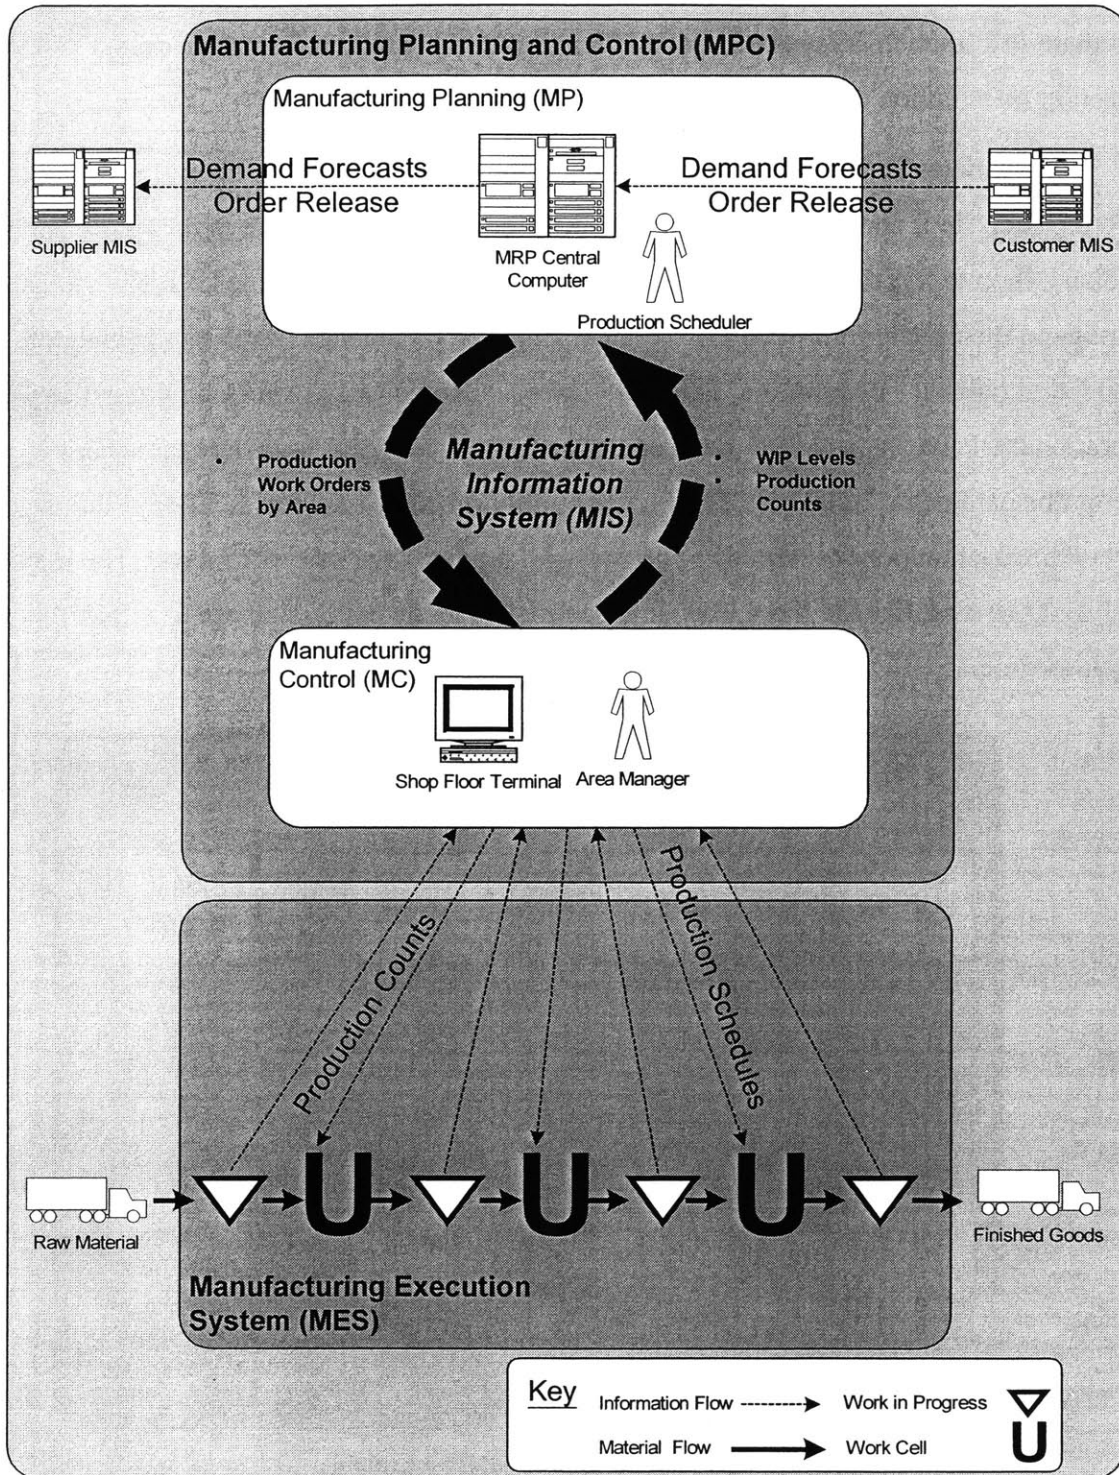 Manufacturing Planning and Control (MPC)
Manufacturing Planning (MP)
Demand Forecasts
Order Release
Demand Forecasts
Order Release
Supplier MIS
MRP Central
Computer
Customer MIS
Production Scheduler
• Production
Work Orders
by Area
Manufacturing
Information
System (MIS)
• WIP Levels
• Production
Counts
Manufacturing
Control (MC)
Shop Floor Terminal
Area Manager
Production Counts
Production Schedules
U
U
U
Raw Material
Finished Goods
Manufacturing Execution
System (MES)
Key
Information Flow
Work in Progress
Material Flow
Work Cell
U